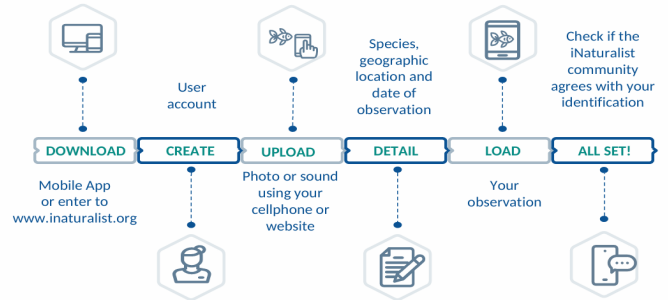 User
account
Species,
geographic
location and
date of
observation
Check if the
iNaturalist
community
agrees with your
identification
DOWNLOAD
CREATE
UPLOAD
DETAIL
LOAD
ALL SET!
Mobile App
or enter to
www.inaturalist.org
Photo or sound
using your
cellphone or
website
Your
observation